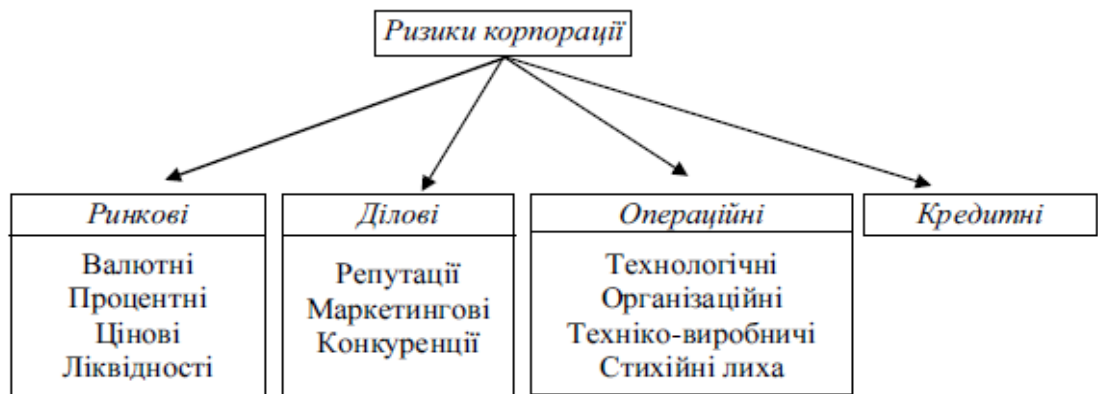 Ризики корпорації
Ринкові
Валютні
Процентні
Цінові
Ліквідності
Ділові
Репутації
Маркетингові
Конкуренції
Операційні
Технологічні
Організаційні
Техніко-виробничі
Стихійні лиха
Кредитні